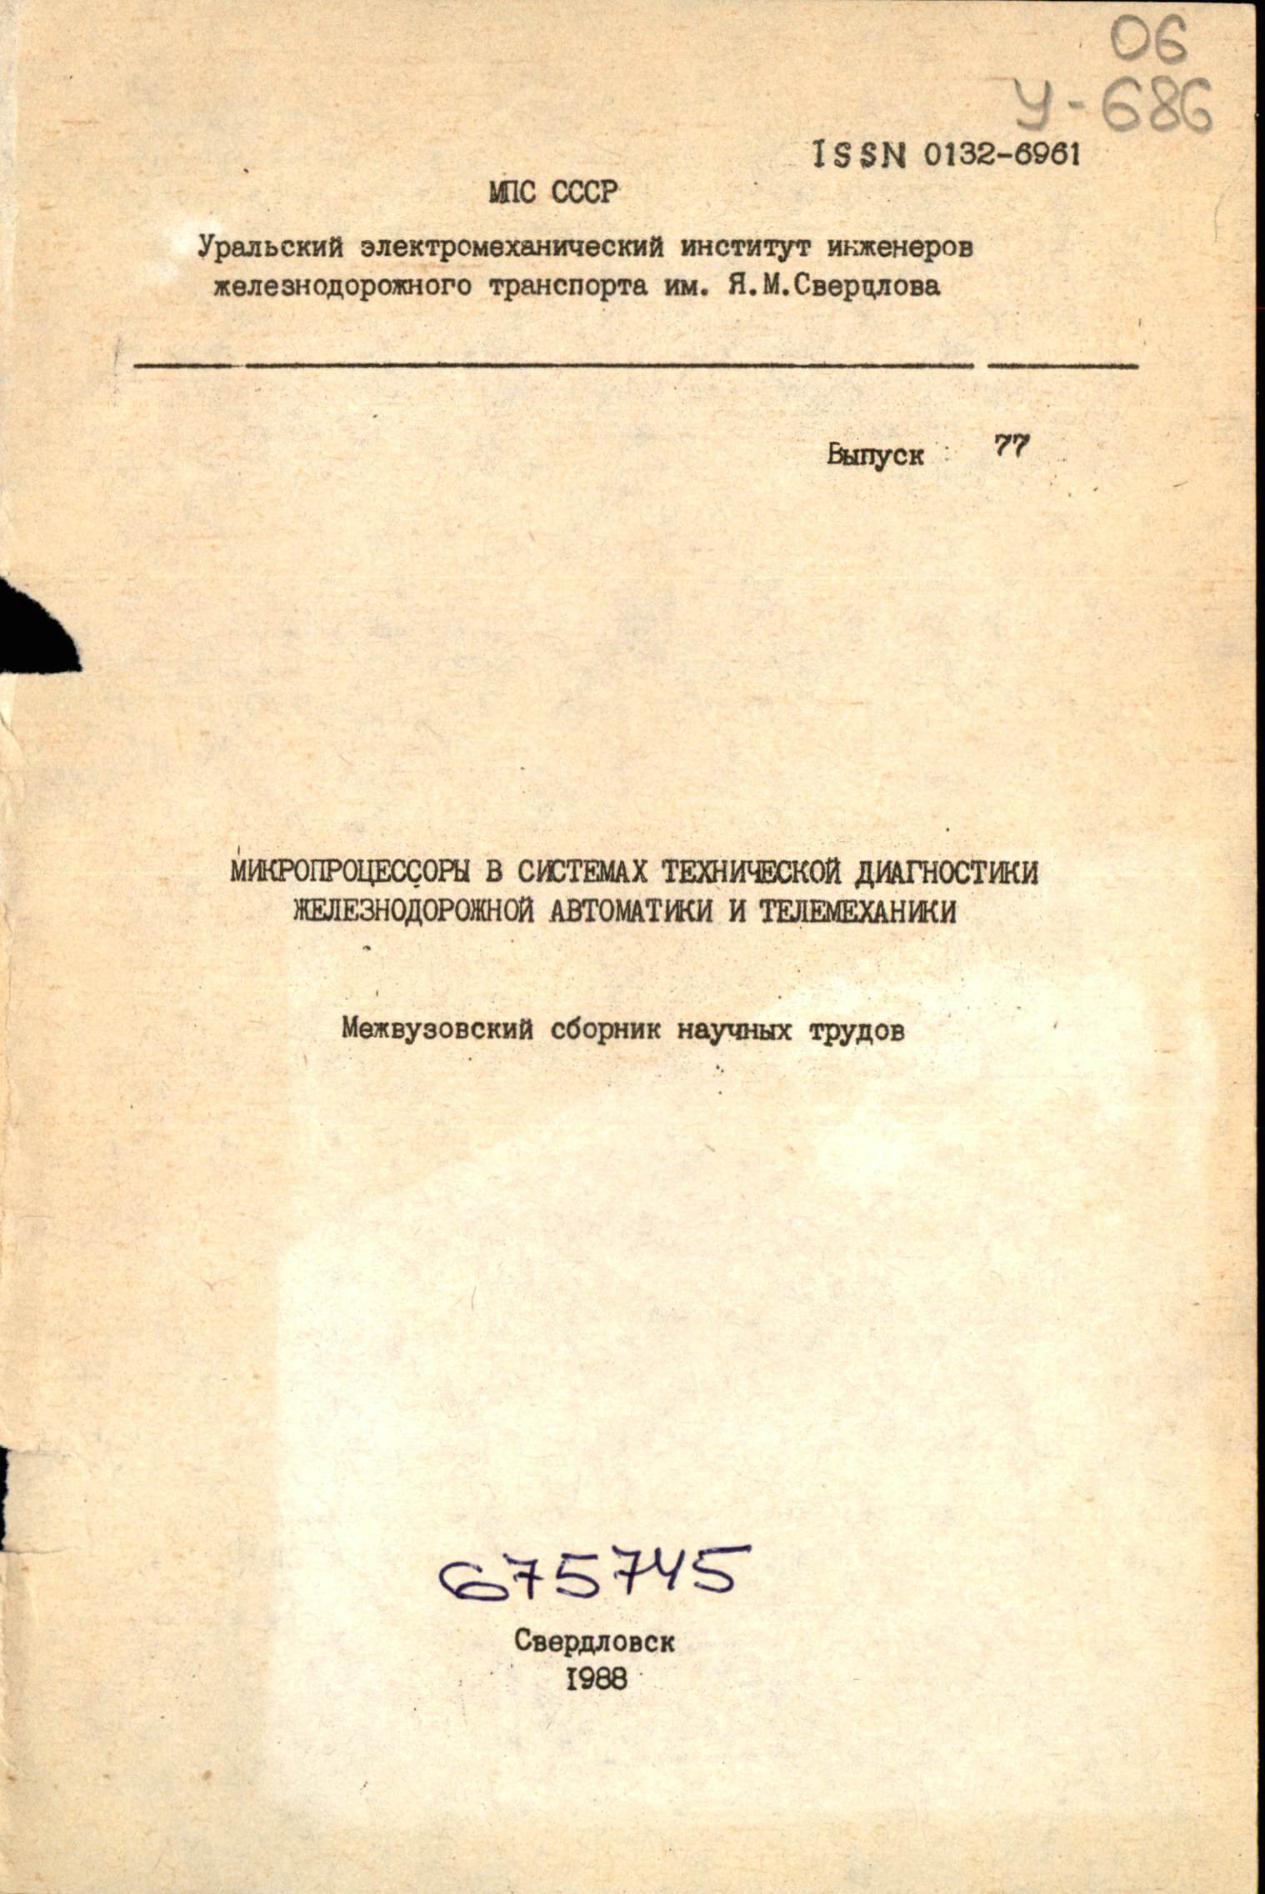 06
У-686
ISSN 0132-6961
МПС СССР
Уральский электромеханический институт инженеров
железнодорожного транспорта им. Я.М.Свердлова
Выпуск 77
МИКРОПРОЦЕССОРЫ В СИСТЕМАХ ТЕХНИЧЕСКОЙ ДИАГНОСТИКИ
ЖЕЛЕЗНОДОРОЖНОЙ АВТОМАТИКИ И ТЕЛЕМЕХАНИКИ
Межвузовский сборник научных трудов
675745
Свердловск
1988